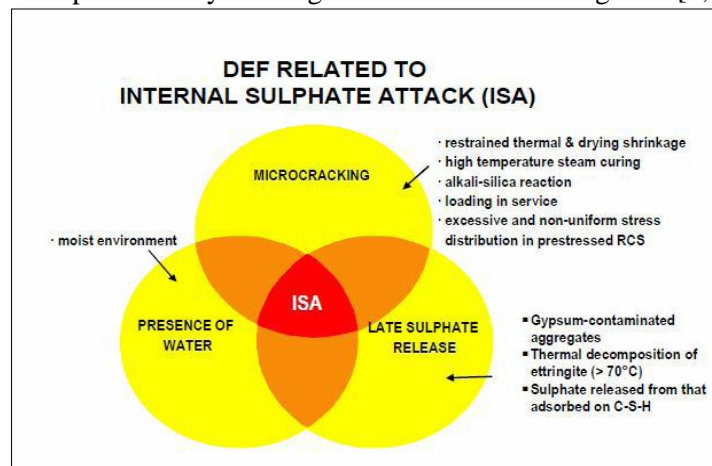 DEF RELATED TO
INTERNAL SULPHATE ATTACK (ISA)
MICROCRACKING
· restrained thermal & drying shrinkage
· high temperature steam curing
· alkali-silica reaction
· loading in service
· excessive and non-uniform stress
distribution in prestressed RCS
· moist environment
ISA
PRESENCE OF
WATER
LATE SULPHATE
RELEASE
▪ Gypsum-contaminated
aggregates
▪ Thermal decomposition of
ettringite (> 70°C)
▪ Sulphate released from that
adsorbed on C-S-H